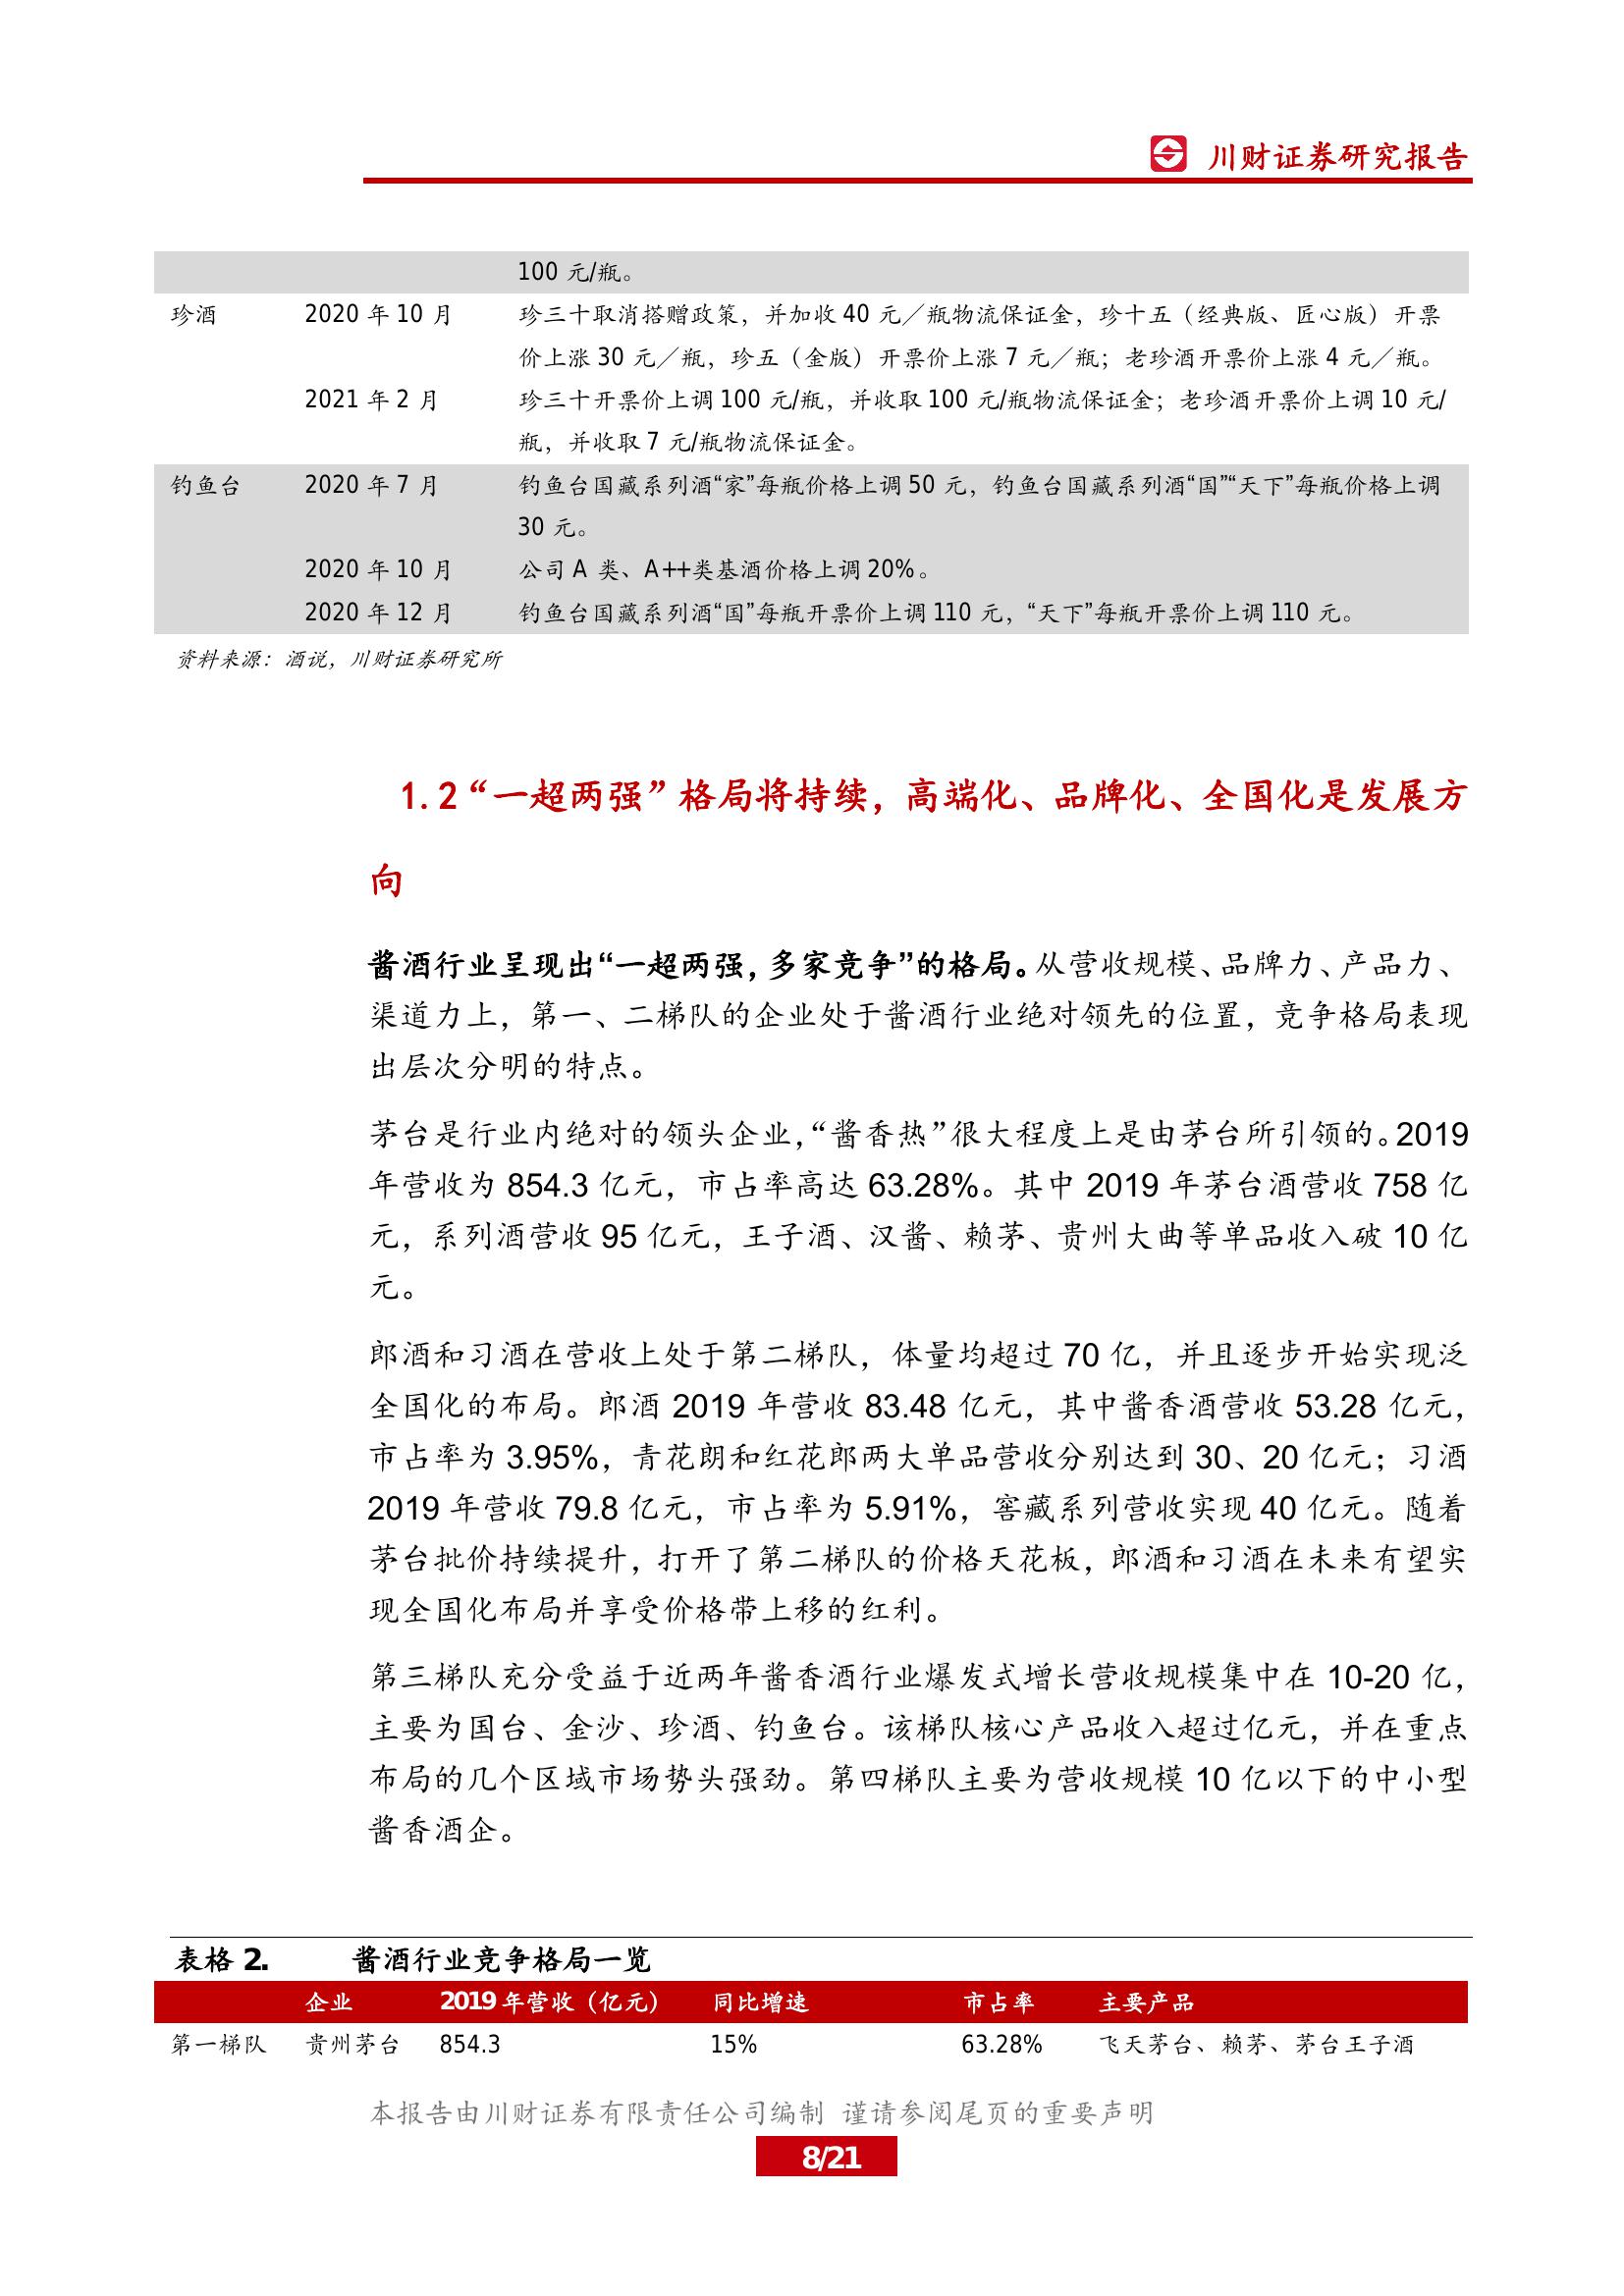 川财证券研究报告
100 元/瓶。
珍酒 2020 年 10 月 珍三十取消搭赠政策，并加收 40 元／瓶物流保证金，珍十五（经典版、匠心版）开票
价上涨 30 元／瓶，珍五（金版）开票价上涨 7 元／瓶；老珍酒开票价上涨 4 元／瓶。
2021 年 2 月 珍三十开票价上调 100 元/瓶，并收取 100 元/瓶物流保证金；老珍酒开票价上调 10 元/
瓶，并收取 7 元/瓶物流保证金。
钓鱼台 2020 年 7 月 钓鱼台国藏系列酒“家”每瓶价格上调 50 元，钓鱼台国藏系列酒“国”“天下”每瓶价格上调
30 元。
2020 年 10 月 公司 A 类、A++类基酒价格上调 20%。
2020 年 12 月 钓鱼台国藏系列酒“国”每瓶开票价上调 110 元，“天下”每瓶开票价上调 110 元。
资料来源：酒说，川财证券研究所
1.2“一超两强”格局将持续，高端化、品牌化、全国化是发展方
向
酱酒行业呈现出“一超两强，多家竞争”的格局。从营收规模、品牌力、产品力、
渠道力上，第一、二梯队的企业处于酱酒行业绝对领先的位置，竞争格局表现
出层次分明的特点。
茅台是行业内绝对的领头企业，“酱香热”很大程度上是由茅台所引领的。2019
年营收为 854.3 亿元，市占率高达 63.28%。其中 2019 年茅台酒营收 758 亿
元，系列酒营收 95 亿元，王子酒、汉酱、赖茅、贵州大曲等单品收入破 10 亿
元。
郎酒和习酒在营收上处于第二梯队，体量均超过 70 亿，并且逐步开始实现泛
全国化的布局。郎酒 2019 年营收 83.48 亿元，其中酱香酒营收 53.28 亿元，
市占率为 3.95%，青花朗和红花郎两大单品营收分别达到 30、20 亿元；习酒
2019 年营收 79.8 亿元，市占率为 5.91%，窖藏系列营收实现 40 亿元。随着
茅台批价持续提升，打开了第二梯队的价格天花板，郎酒和习酒在未来有望实
现全国化布局并享受价格带上移的红利。
第三梯队充分受益于近两年酱香酒行业爆发式增长营收规模集中在 10-20 亿，
主要为国台、金沙、珍酒、钓鱼台。该梯队核心产品收入超过亿元，并在重点
布局的几个区域市场势头强劲。第四梯队主要为营收规模 10 亿以下的中小型
酱香酒企。
表格 2. 酱酒行业竞争格局一览
企业 2019 年营收（亿元） 同比增速 市占率 主要产品
第一梯队 贵州茅台 854.3 15% 63.28% 飞天茅台、赖茅、茅台王子酒
本报告由川财证券有限责任公司编制 谨请参阅尾页的重要声明
8/21